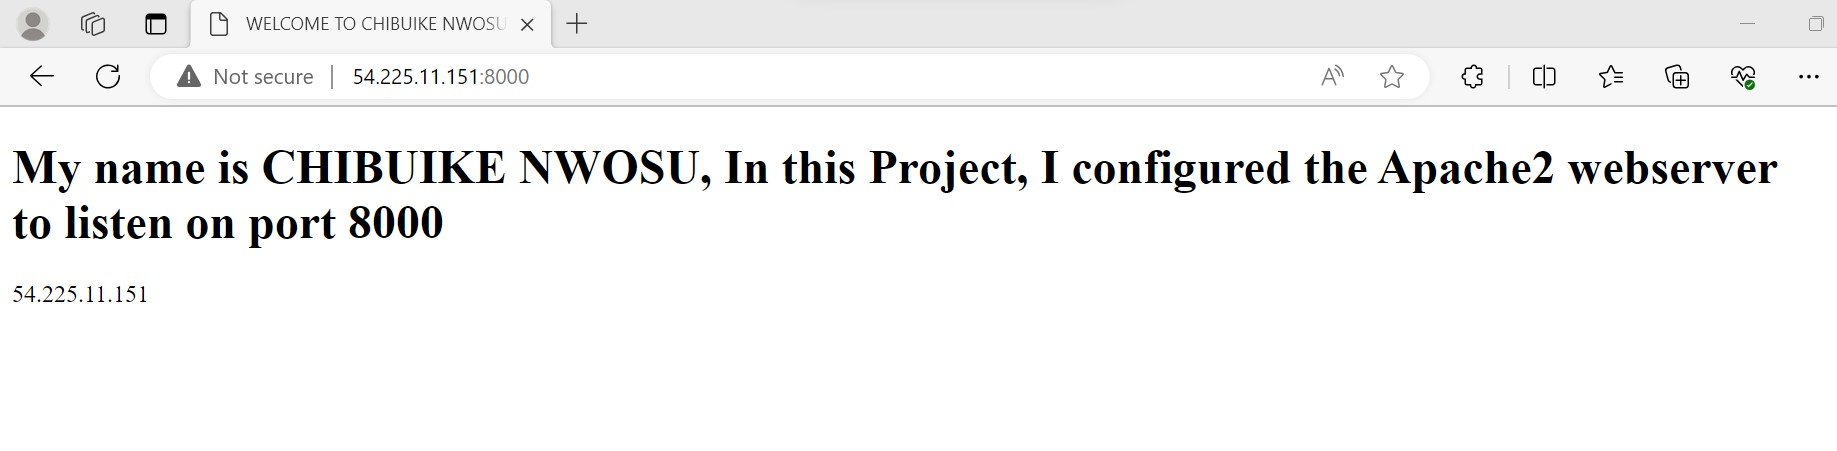 WELCOME TO CHIBUIKE NWOSU
Not secure | 54.225.11.151:8000
My name is CHIBUIKE NWOSU, In this Project, I configured the Apache2 webserver
to listen on port 8000
54.225.11.151